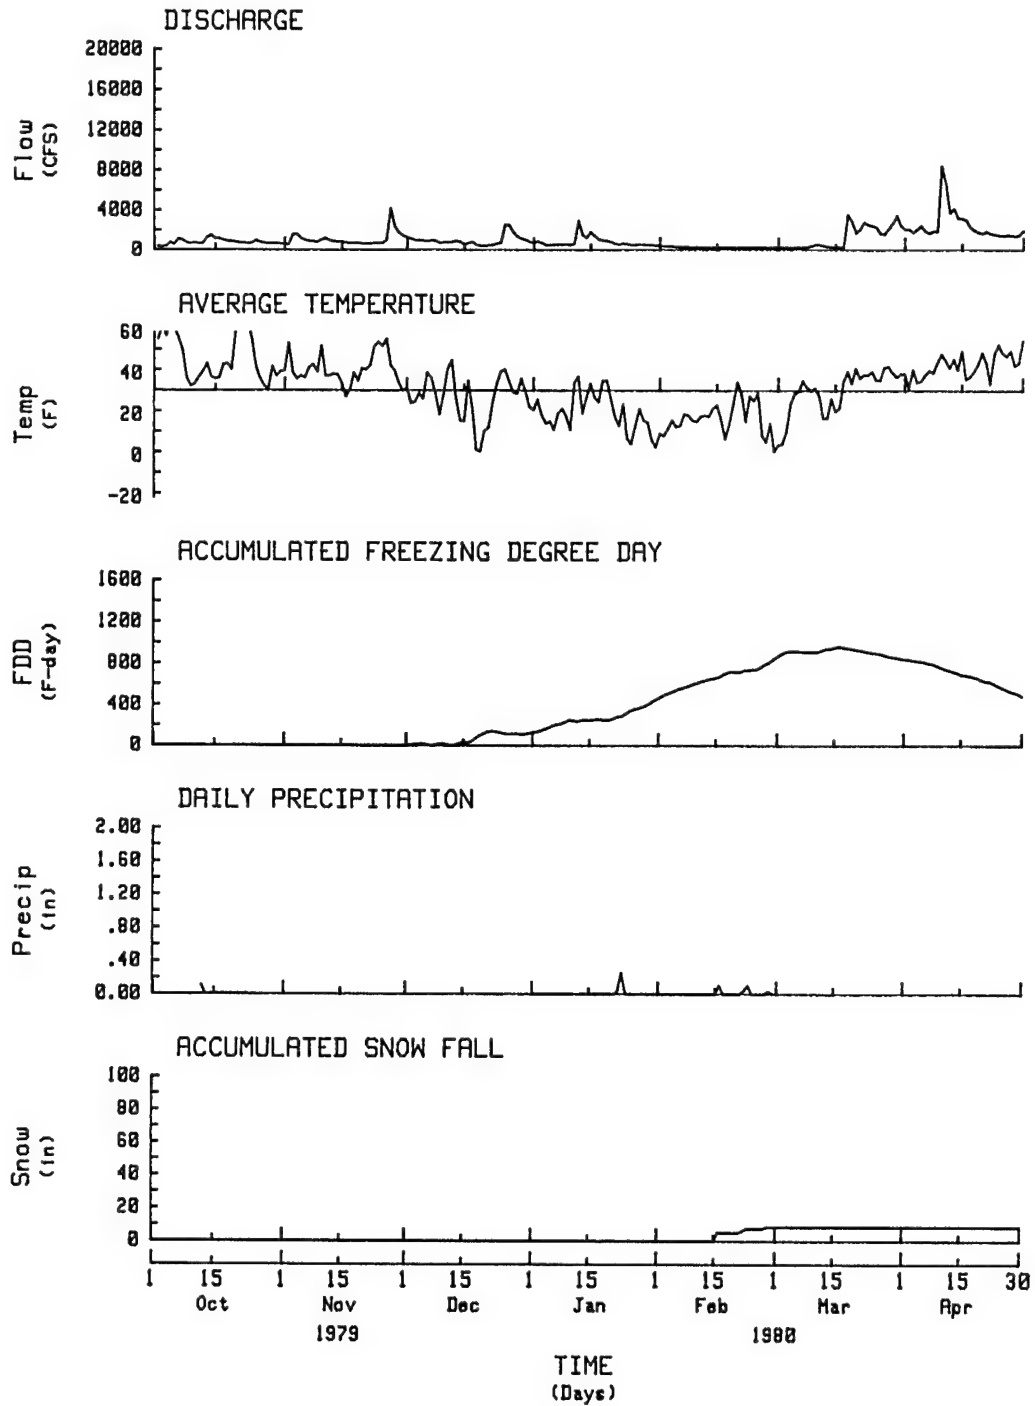 DISCHARGE
20000
16000
12000
8000
4000
0
Flow
(CFS)
AVERAGE TEMPERATURE
60
40
20
0
-20
Temp
(F)
ACCUMULATED FREEZING DEGREE DAY
1600
1200
800
400
0
FDD
(F-day)
DAILY PRECIPITATION
2.00
1.60
1.20
.80
.40
0.00
Precip
(in)
ACCUMULATED SNOW FALL
100
80
60
40
20
0
Snow
(in)
1 15 1 15 1 15 1 15 1 15 1 15 1 15 30
Oct Nov Dec Jan Feb Mar Apr
1979 1980
TIME
(Days)